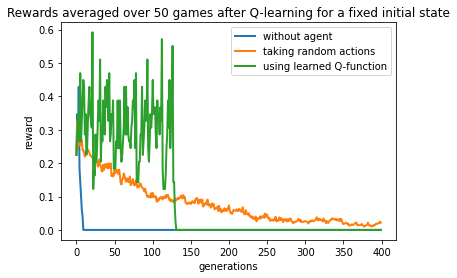 Rewards averaged over 50 games after Q-learning for a fixed initial state
without agent
taking random actions
using learned Q-function
reward
0.6
0.5
0.4
0.3
0.2
0.1
0.0
0 50 100 150 200 250 300 350 400
generations